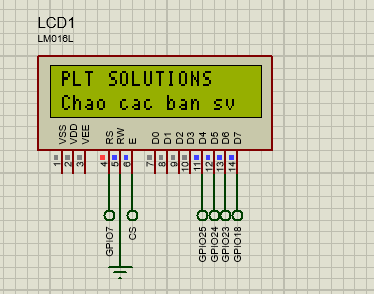 LCD1
LM016L
PLT SOLUTIONS
Chao cac ban sv
VSS VDD VEE RS RW E D0 D1 D2 D3 D4 D5 D6 D7
1 2 3 4 5 6 7 8 9 10 11 12 13 14
GPIO7 CS GPIO25 GPIO24 GPIO23 GPIO18